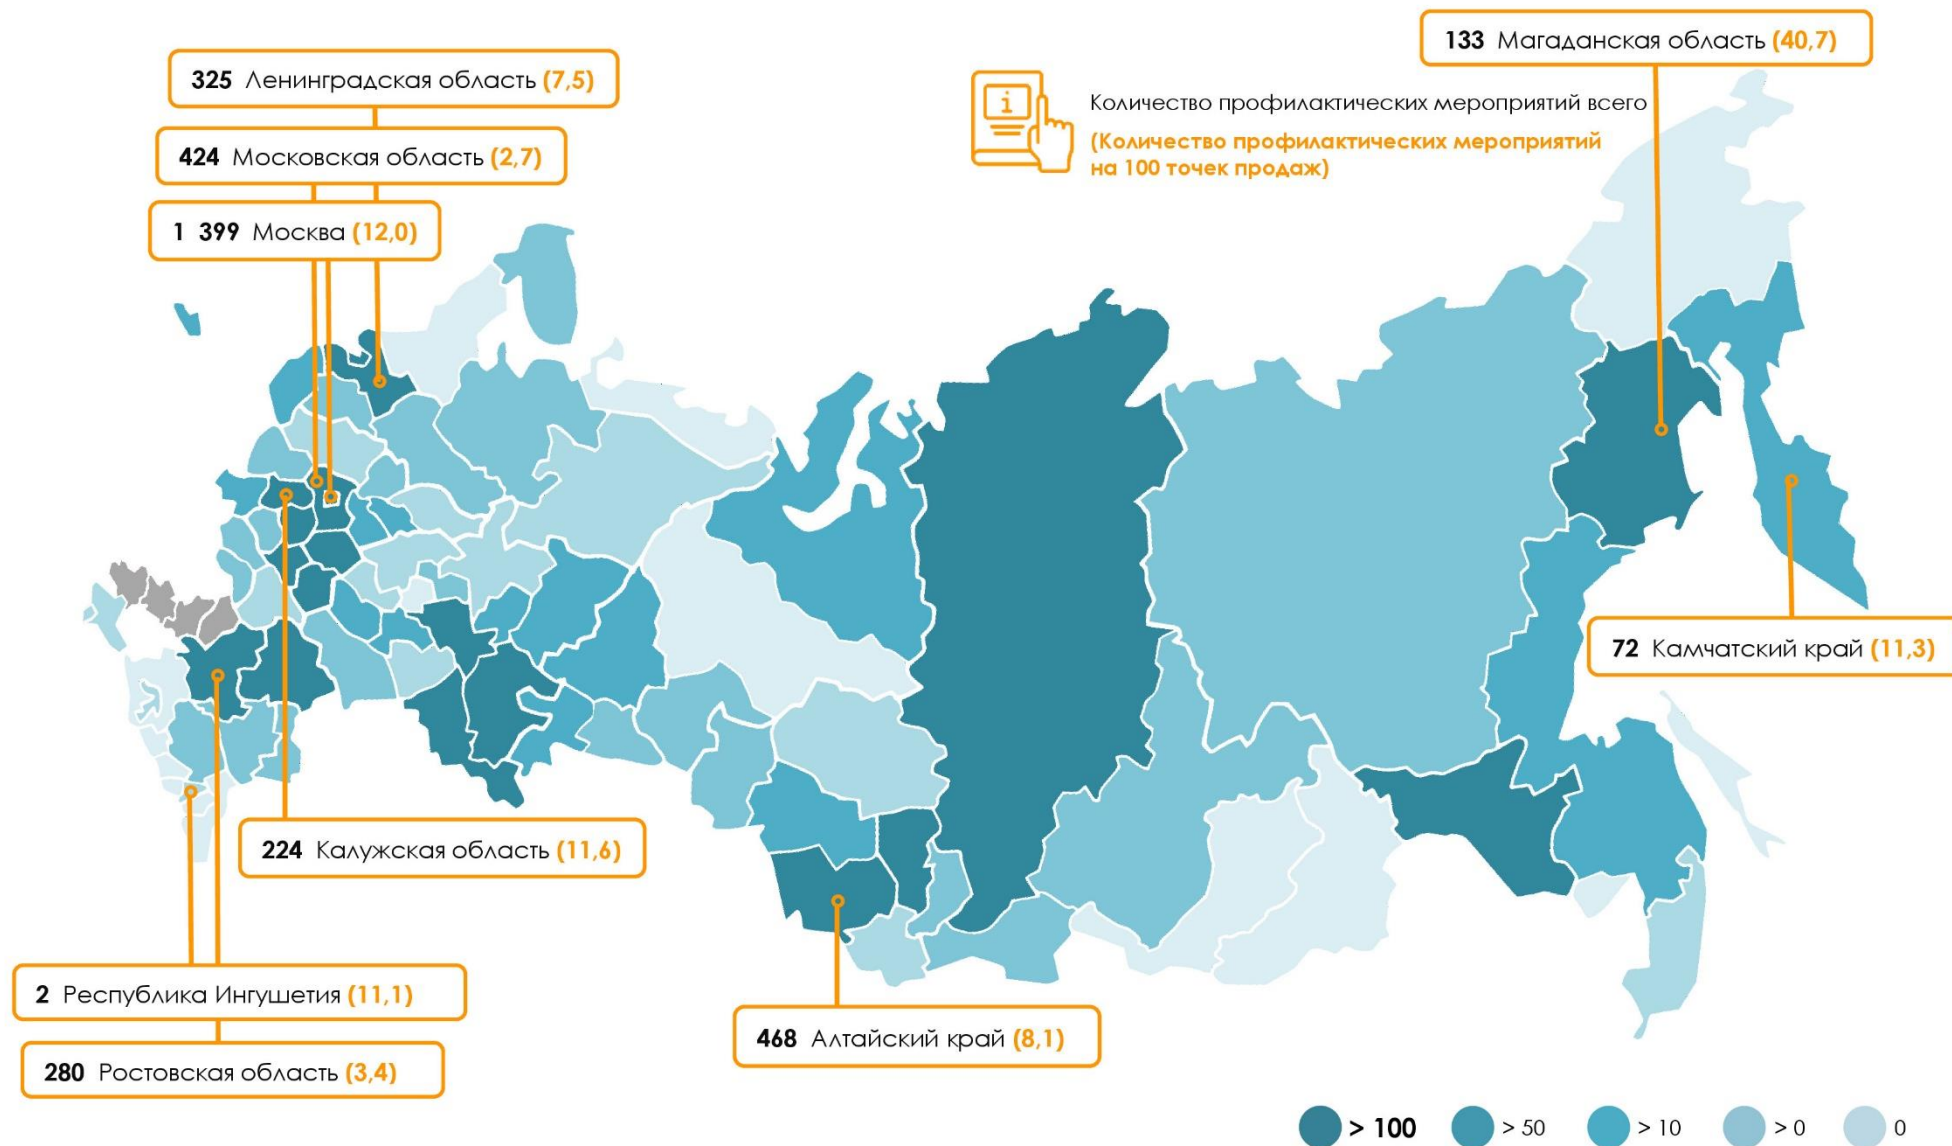 133 Магаданская область (40,7)
325 Ленинградская область (7,5)
Количество профилактических мероприятий всего
(Количество профилактических мероприятий
на 100 точек продаж)
424 Московская область (2,7)
1 399 Москва (12,0)
72 Камчатский край (11,3)
224 Калужская область (11,6)
2 Республика Ингушетия (11,1)
468 Алтайский край (8,1)
280 Ростовская область (3,4)
> 100 > 50 > 10 > 0 0